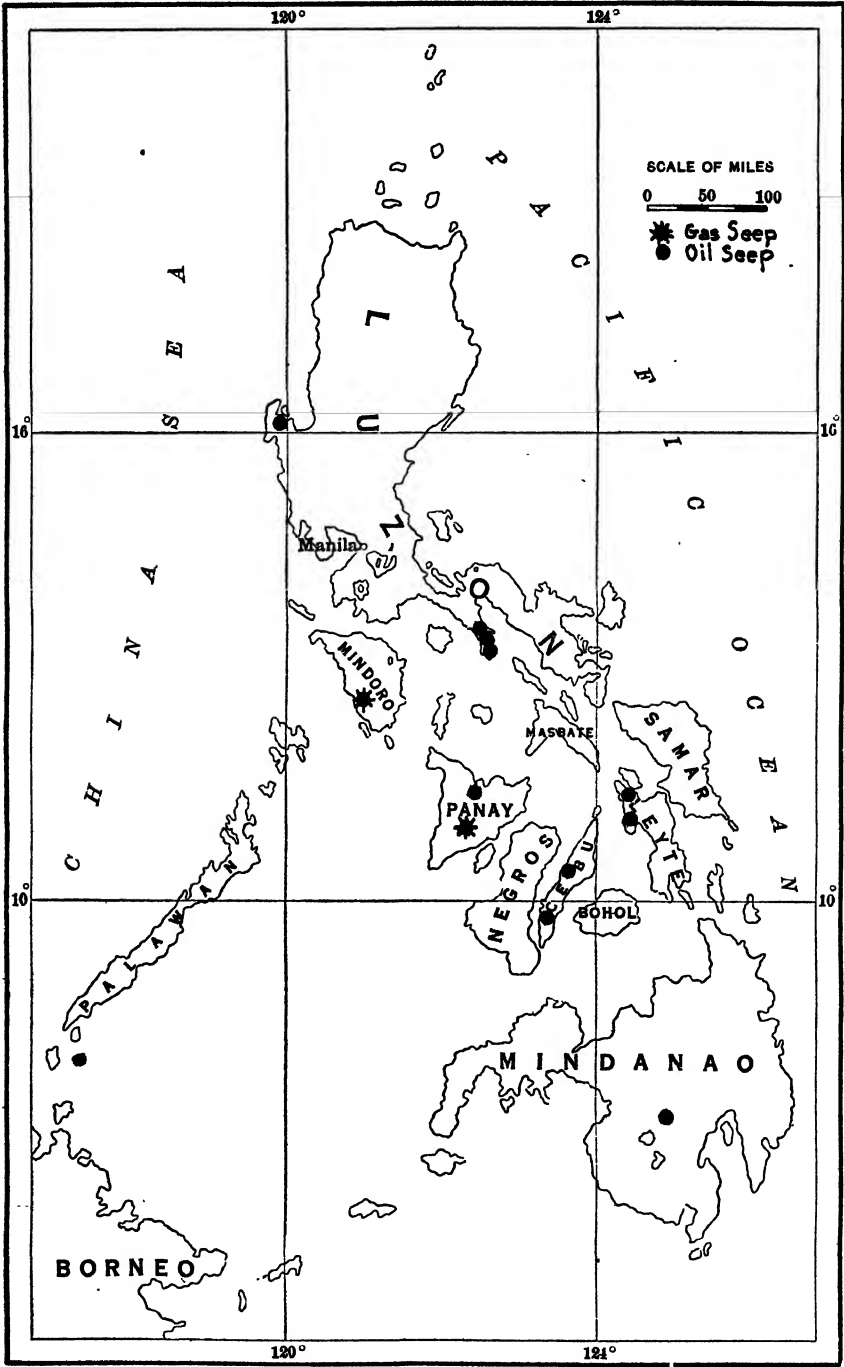 120° 124°
SCALE OF MILES
0 50 100
Gas Seep
Oil Seep
PACIFIC OCEAN
CHINA SEA
LUZON
16° 16°
Manila
MINDORO
MASBATE
SAMAR
PANAY
LEYTE
NEGROS
CEBU
BOHOL
PALAWAN
10° 10°
MINDANAO
BORNEO
120° 124°